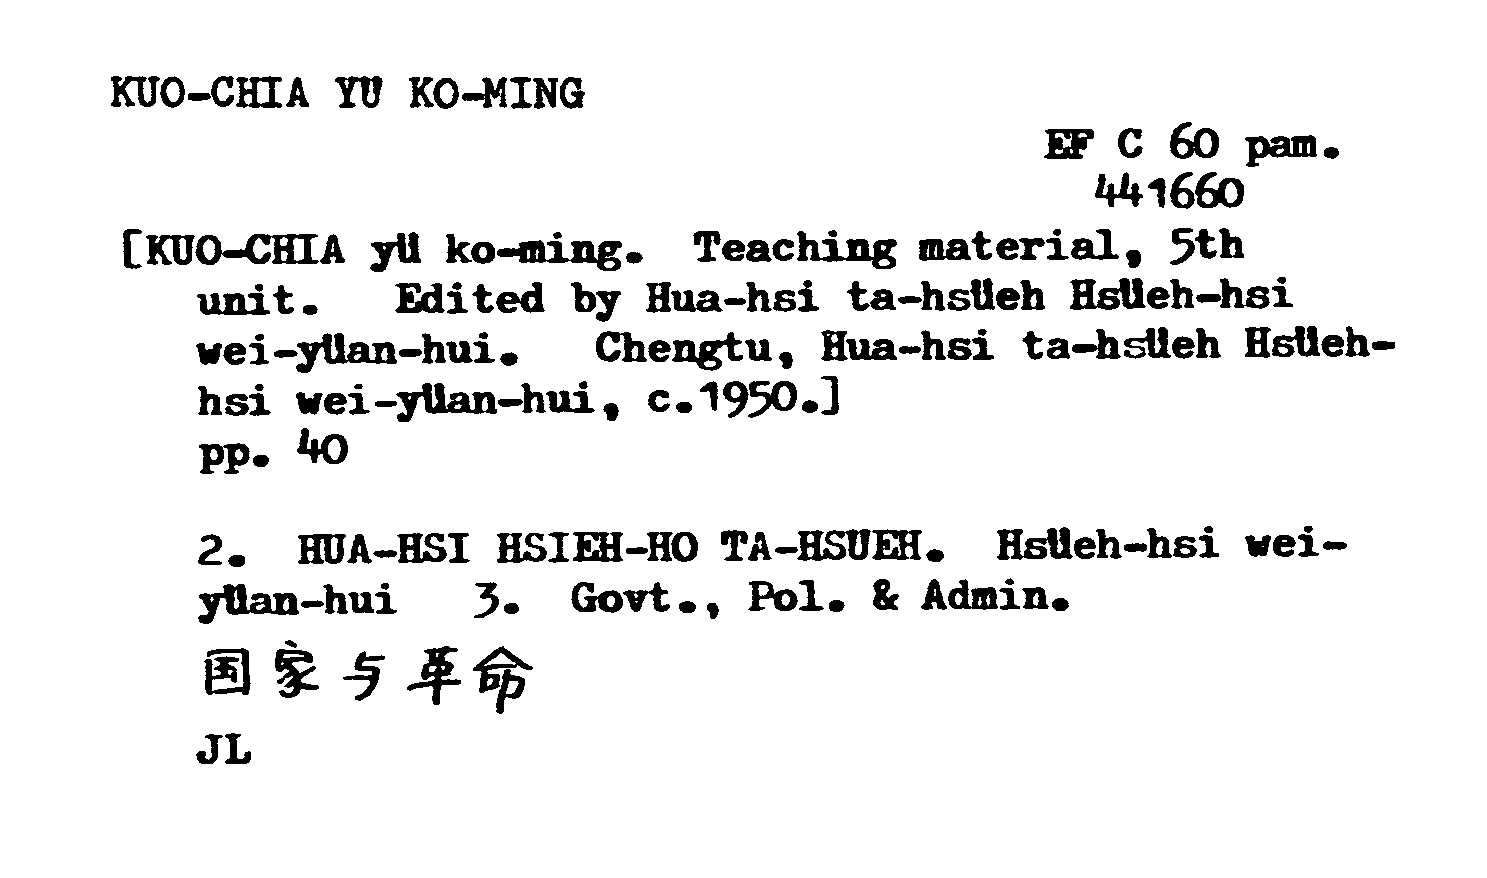 KUO-CHIA YÜ KO-MING
EF C 60 pam.
441660
[KUO-CHIA yü ko-ming. Teaching material, 5th
unit. Edited by Hua-hsi ta-hsüeh Hsüeh-hsi
wei-yüan-hui. Chengtu, Hua-hsi ta-hsüeh Hsüeh-
hsi wei-yüan-hui, c.1950.]
pp. 40
2. HUA-HSI HSIEH-HO TA-HSUEH. Hsüeh-hsi wei-
yüan-hui 3. Govt., Pol. & Admin.
国家与革命
JL